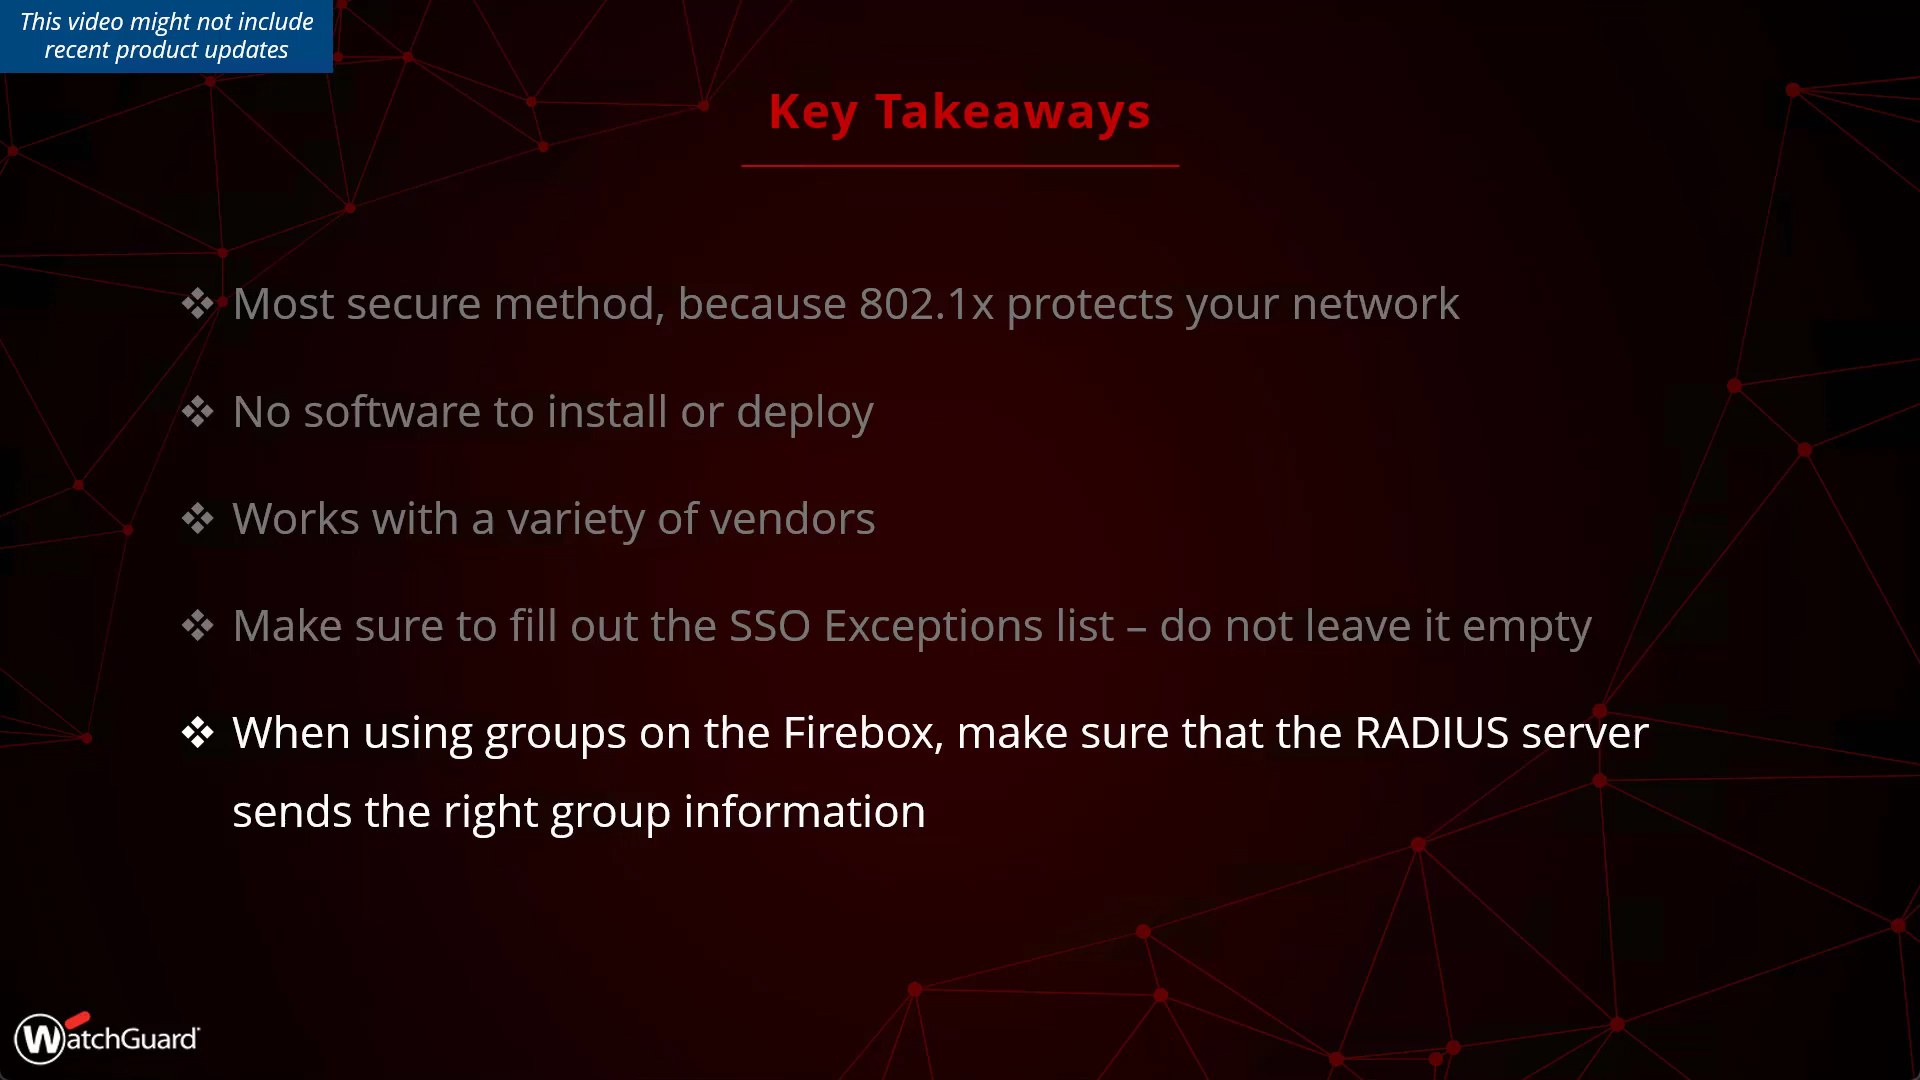 This video might not include
recent product updates
Key Takeaways
❖ Most secure method, because 802.1x protects your network
❖ No software to install or deploy
❖ Works with a variety of vendors
❖ Make sure to fill out the SSO Exceptions list – do not leave it empty
❖ When using groups on the Firebox, make sure that the RADIUS server
sends the right group information
WatchGuard